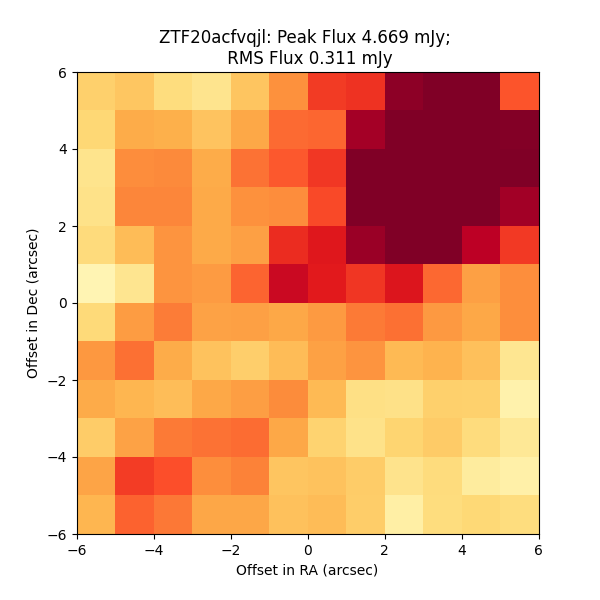 ZTF20acfvqjl: Peak Flux 4.669 mJy;
RMS Flux 0.311 mJy
6
4
2
0
−2
−4
−6
Offset in Dec (arcsec)
−6 −4 −2 0 2 4 6
Offset in RA (arcsec)